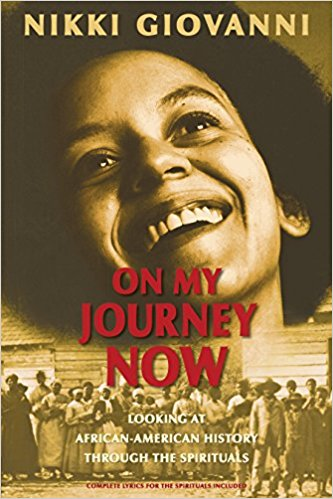 NIKKI GIOVANNI
ON MY
JOURNEY
NOW
LOOKING AT
AFRICAN-AMERICAN HISTORY
THROUGH THE SPIRITUALS
COMPLETE LYRICS FOR THE SPIRITUALS INCLUDED